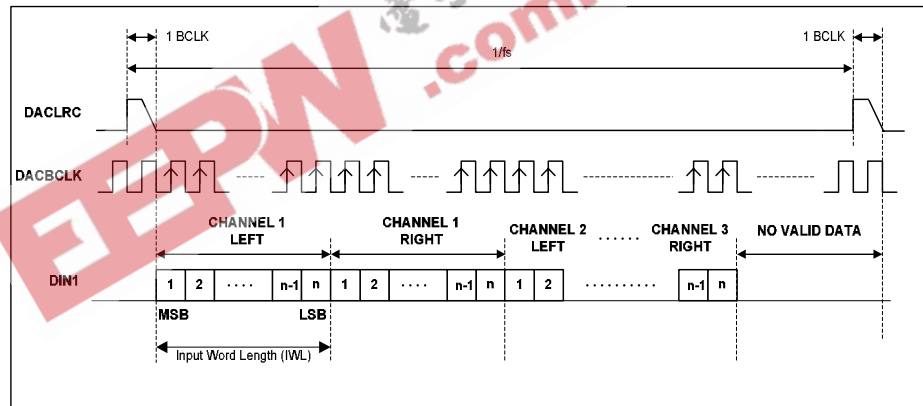 1 BCLK
1 BCLK
1/fs
DACLRC
DACBCLK
CHANNEL 1 LEFT
CHANNEL 1 RIGHT
CHANNEL 2 LEFT
CHANNEL 3 RIGHT
NO VALID DATA
DIN1
1 2 n-1 n 1 2 n-1 n 1 2 n-1 n
MSB
LSB
Input Word Length (IWL)
EEPW.com